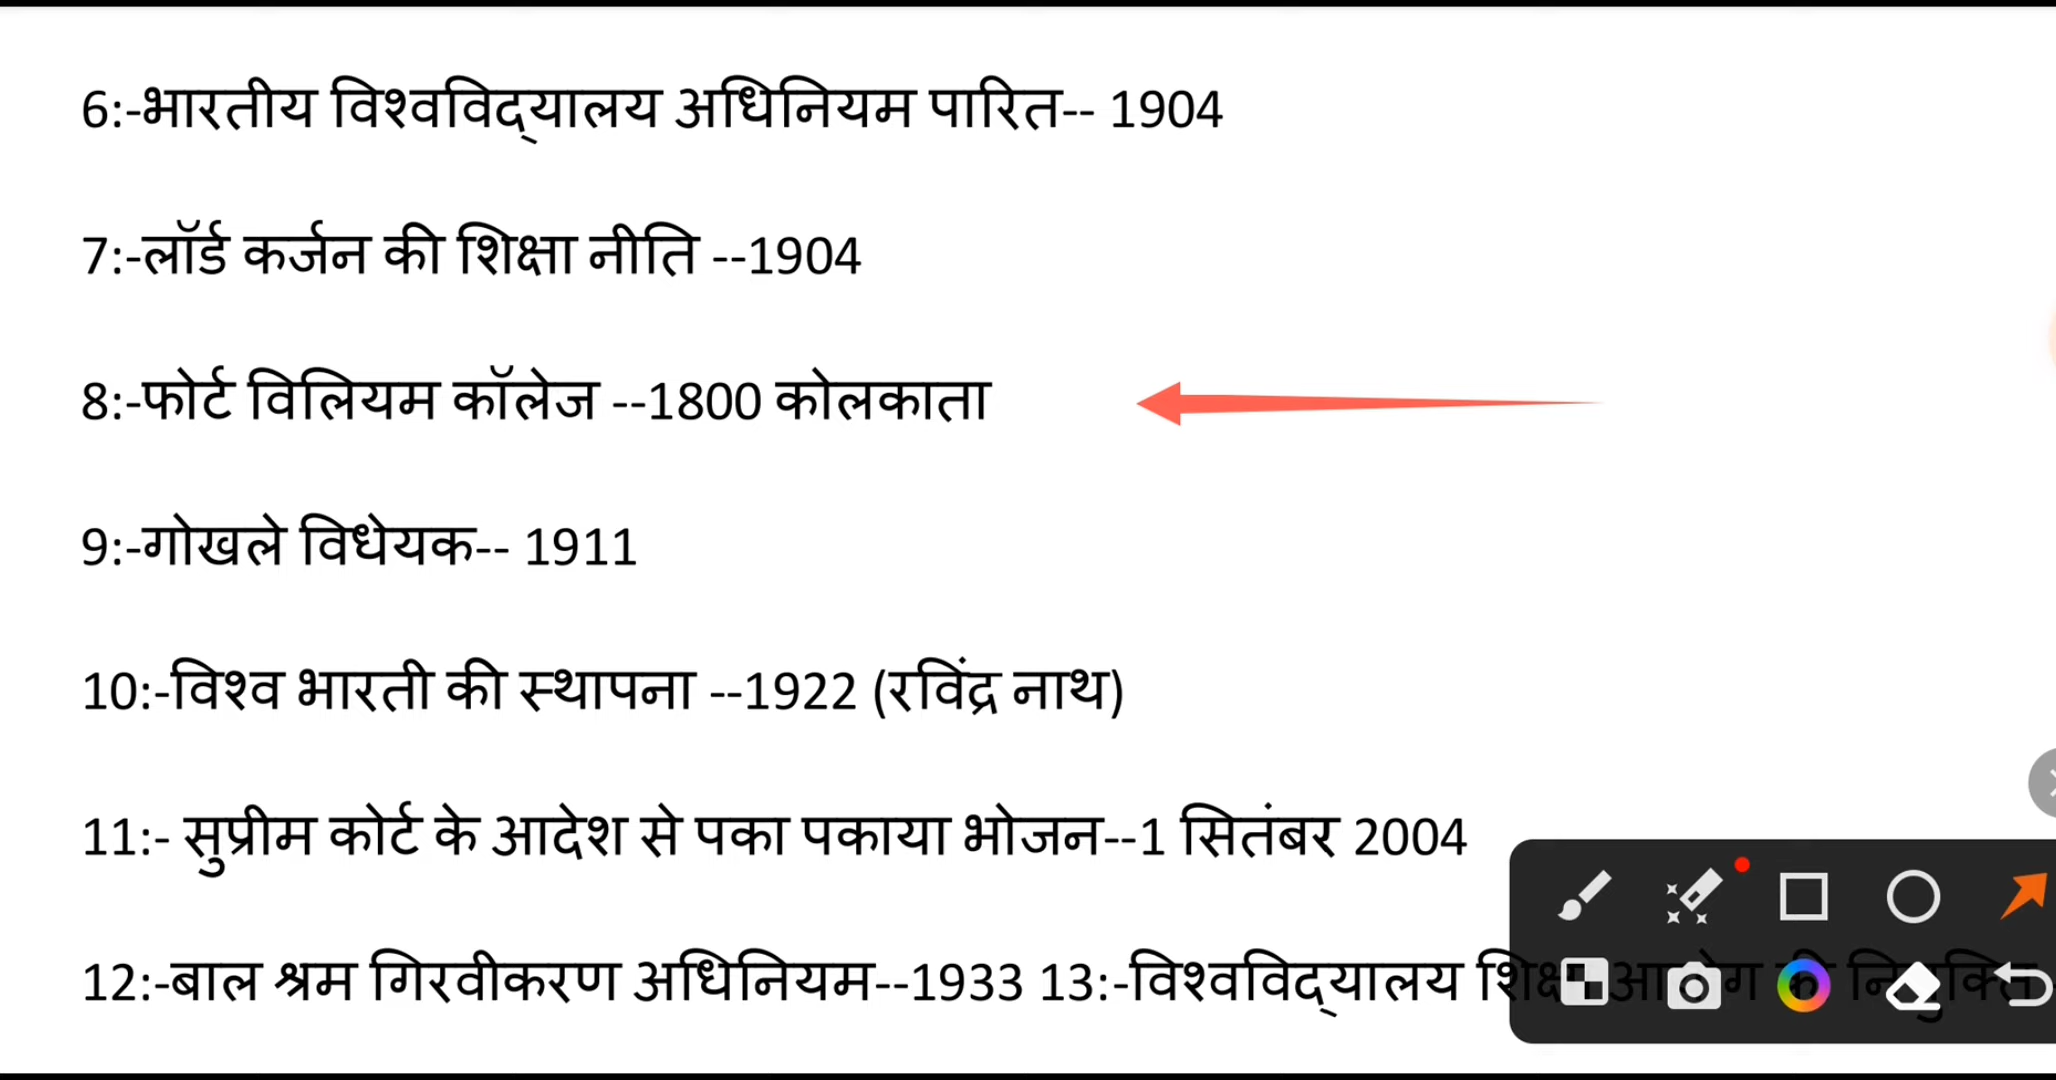 6:-भारतीय विश्वविद्यालय अधिनियम पारित-- 1904
7:-लॉर्ड कर्जन की शिक्षा नीति --1904
8:-फोर्ट विलियम कॉलेज --1800 कोलकाता
9:-गोखले विधेयक-- 1911
10:-विश्व भारती की स्थापना --1922 (रविंद्र नाथ)
11:- सुप्रीम कोर्ट के आदेश से पका पकाया भोजन--1 सितंबर 2004
12:-बाल श्रम गिरवीकरण अधिनियम--1933 13:-विश्वविद्यालय